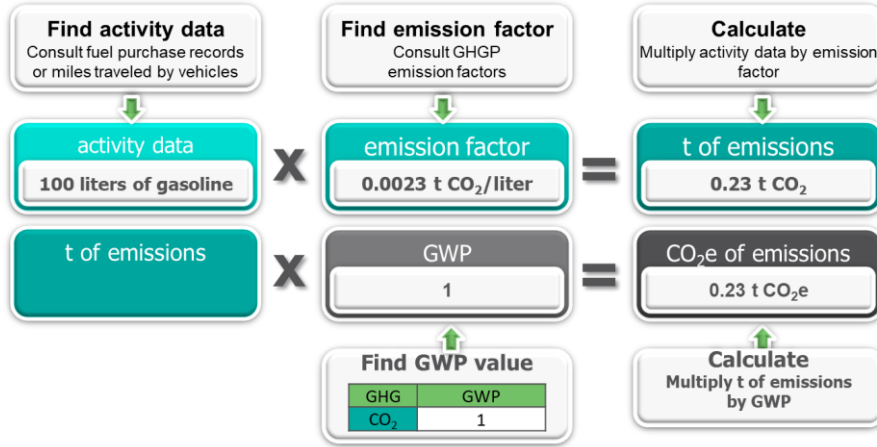 Find activity data
Consult fuel purchase records
or miles traveled by vehicles
Find emission factor
Consult GHGP
emission factors
Calculate
Multiply activity data by emission
factor
activity data
100 liters of gasoline
X
emission factor
0.0023 t CO₂/liter
=
t of emissions
0.23 t CO₂
t of emissions
X
GWP
1
=
CO₂e of emissions
0.23 t CO₂e
Find GWP value
GHG GWP
CO₂ 1
Calculate
Multiply t of emissions
by GWP